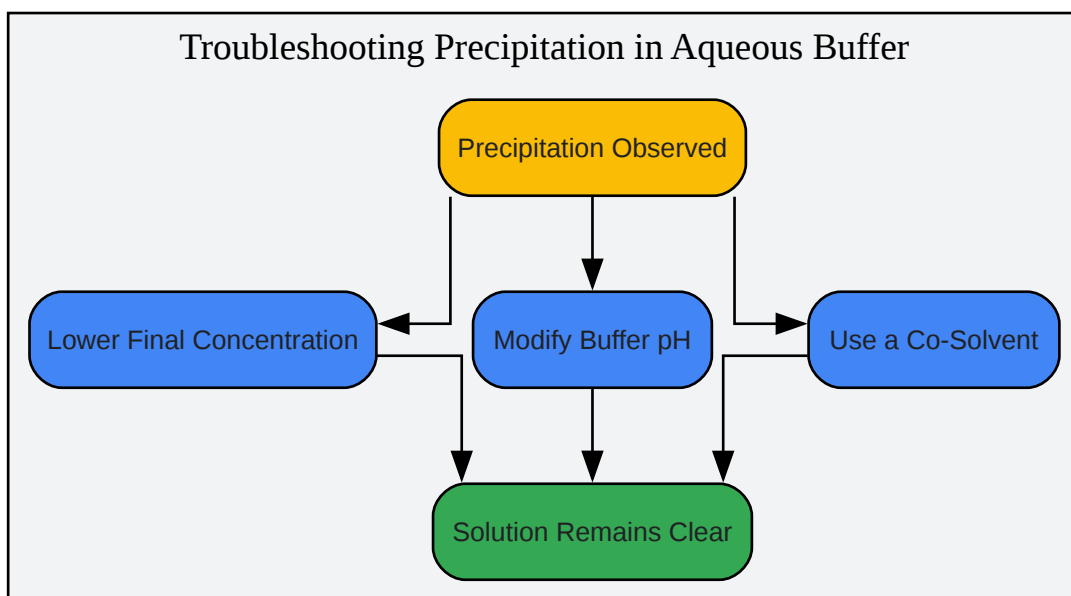 Troubleshooting Precipitation in Aqueous Buffer
Precipitation Observed
Lower Final Concentration
Modify Buffer pH
Use a Co-Solvent
Solution Remains Clear